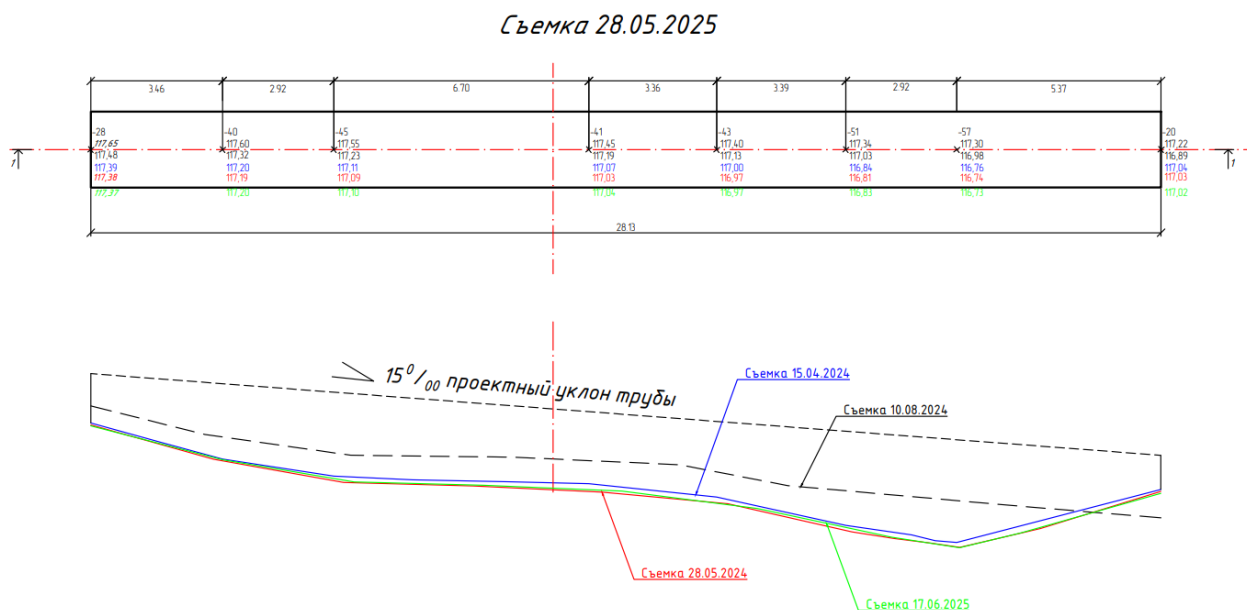 Съемка 28.05.2025
3.46 2.92 6.70 3.36 3.39 2.92 5.37
-28 -40 -45 -41 -43 -51 -57 -20
117,65 117,60 117,55 117,45 117,40 117,34 117,30 117,22
1 1
117,48 117,32 117,23 117,19 117,13 117,03 116,98 116,89
117,39 117,20 117,11 117,07 117,00 116,84 116,76 117,04
117,38 117,19 117,09 117,03 116,97 116,81 116,74 117,03
117,37 117,20 117,10 117,04 116,97 116,83 116,73 117,02
28.13
15⁰/₀₀ проектный уклон трубы
Съемка 15.04.2024
Съемка 10.08.2024
Съемка 28.05.2024
Съемка 17.06.2025